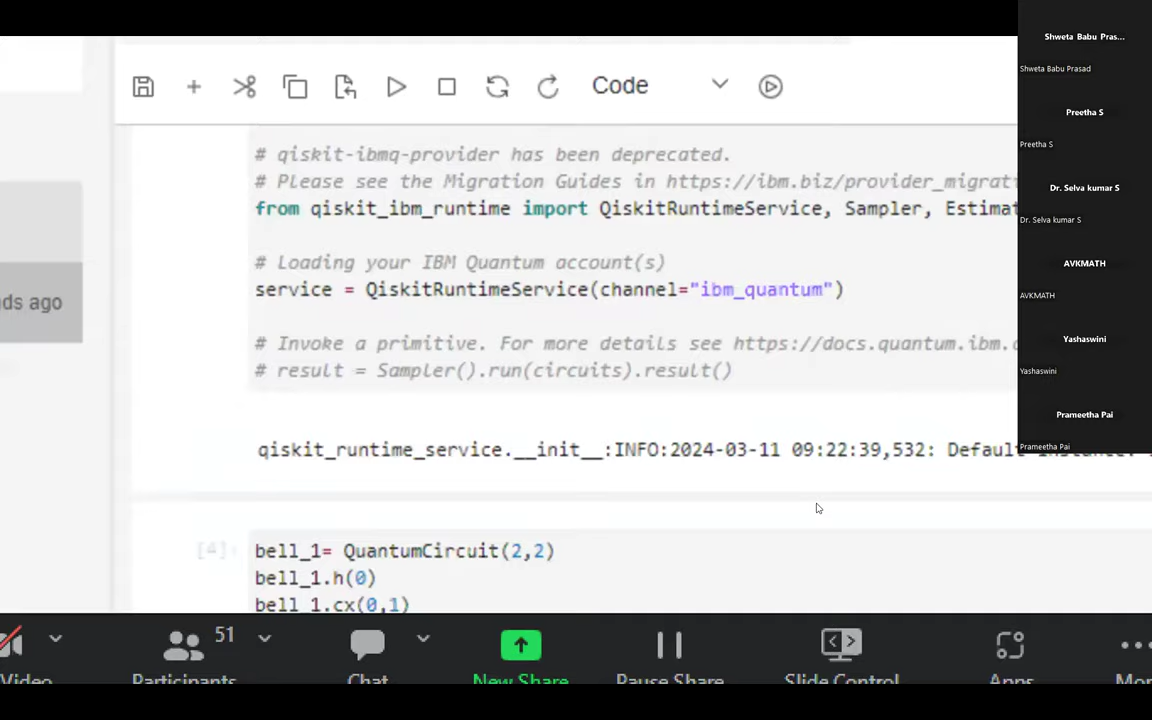 Code
# qiskit-ibmq-provider has been deprecated.
# Please see the Migration Guides in https://ibm.biz/provider_migrati
from qiskit_ibm_runtime import QiskitRuntimeService, Sampler, Estimat
# Loading your IBM Quantum account(s)
service = QiskitRuntimeService(channel="ibm_quantum")
# Invoke a primitive. For more details see https://docs.quantum.ibm.c
# result = Sampler().run(circuits).result()
nds ago
qiskit_runtime_service.__init__:INFO:2024-03-11 09:22:39,532: Default instance:
[4]: bell_1= QuantumCircuit(2,2)
bell_1.h(0)
bell_1.cx(0,1)
Shweta Babu Pras...
Shweta Babu Prasad
Preetha S
Preetha S
Dr. Selva kumar S
Dr. Selva kumar S
AVKMATH
AVKMATH
Yashaswini
Yashaswini
Prameetha Pai
Prameetha Pai
51
Video
Participants
Chat
New Share
Pause Share
Slide Control
Apps
Mor